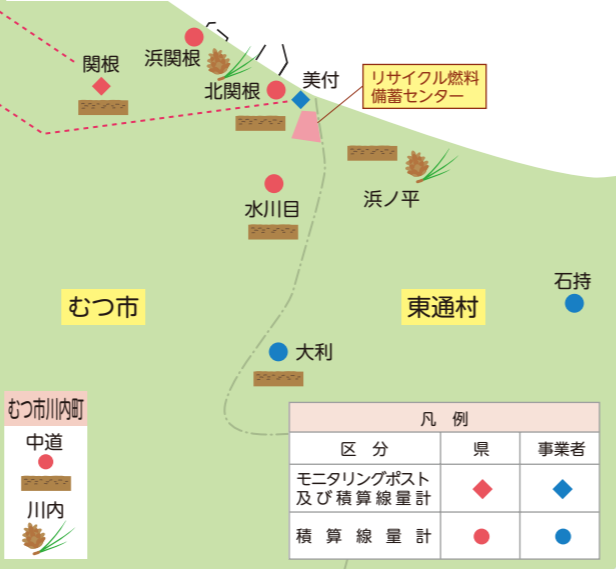 関根
浜関根
北関根
美付
リサイクル燃料
備蓄センター
水川目
浜ノ平
むつ市
東通村
石持
大利
むつ市川内町
中道
川内
凡 例
区 分 県 事業者
モニタリングポスト
及び積算線量計
積 算 線 量 計